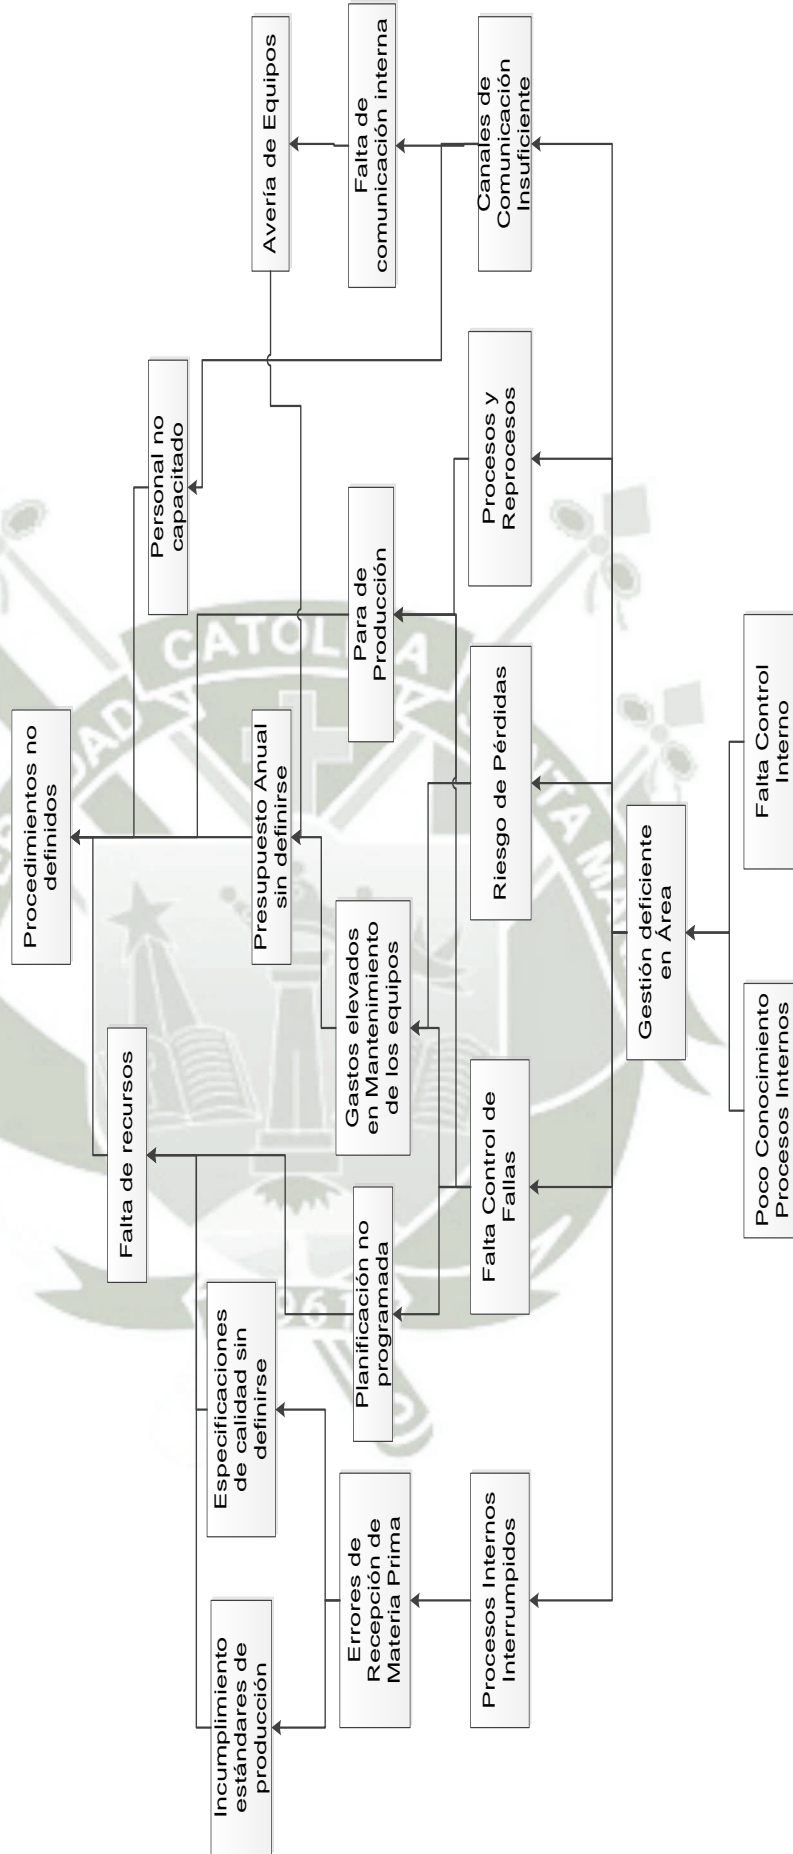 Procedimientos no
definidos
Falta de recursos
Personal no
capacitado
Incumplimiento
estándares de
producción
Especificaciones
de calidad sin
definirse
Presupuesto Anual
sin definirse
Avería de Equipos
Errores de
Recepción de
Materia Prima
Planificación no
programada
Gastos elevados
en Mantenimiento
de los equipos
Para de
Producción
Falta de
comunicación interna
Procesos Internos
Interrumpidos
Falta Control de
Fallas
Riesgo de Pérdidas
Procesos y
Reprocesos
Canales de
Comunicación
Insuficiente
Gestión deficiente
en Área
Poco Conocimiento
Procesos Internos
Falta Control
Interno
CATOLICA